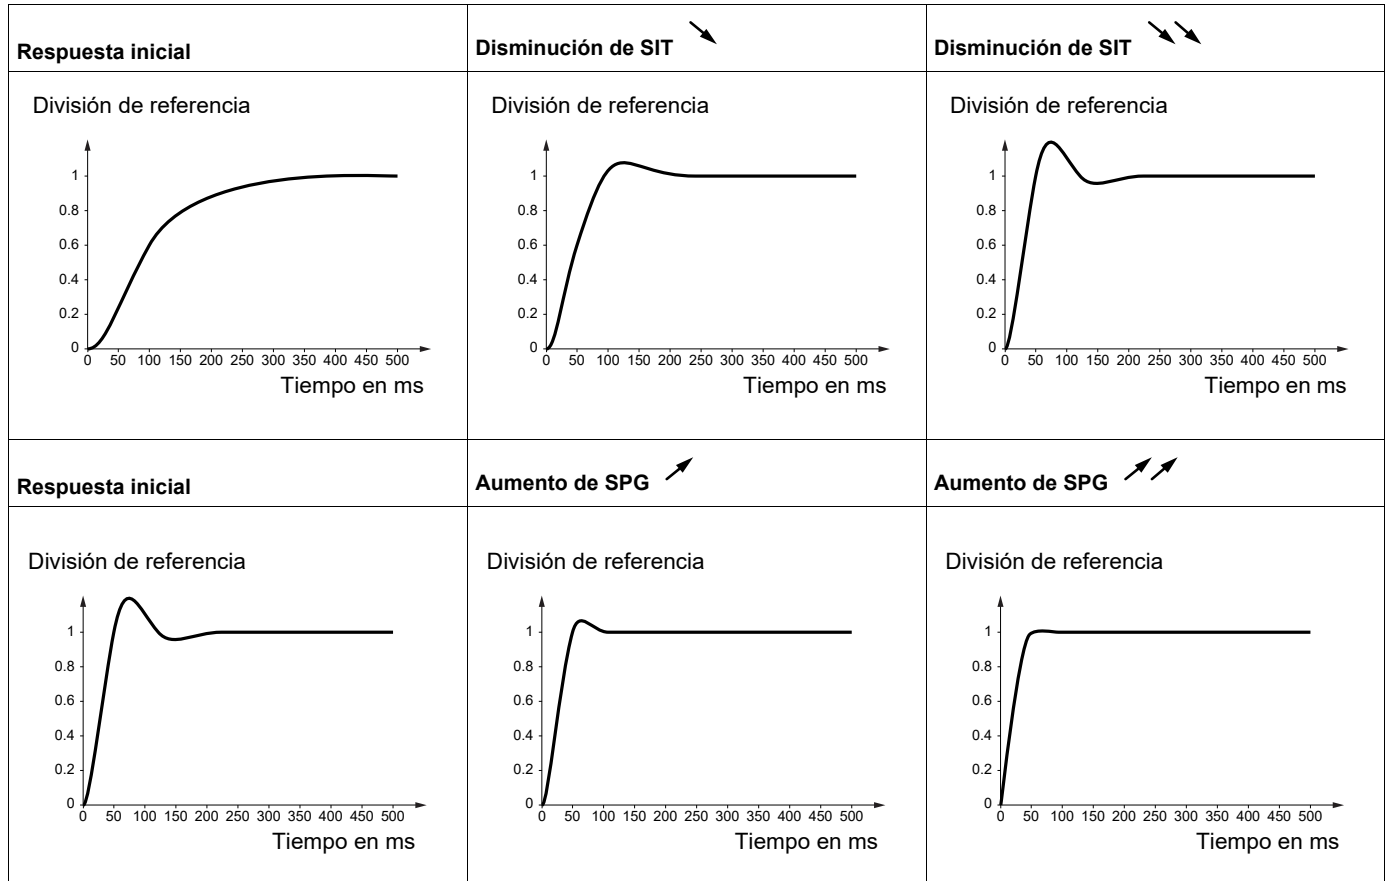 Respuesta inicial
Disminución de SIT
Disminución de SIT
División de referencia
División de referencia
División de referencia
1
0.8
0.6
0.4
0.2
0
0 50 100 150 200 250 300 350 400 450 500
Tiempo en ms
1
0.8
0.6
0.4
0.2
0
0 50 100 150 200 250 300 350 400 450 500
Tiempo en ms
1
0.8
0.6
0.4
0.2
0
0 50 100 150 200 250 300 350 400 450 500
Tiempo en ms
Respuesta inicial
Aumento de SPG
Aumento de SPG
División de referencia
División de referencia
División de referencia
1
0.8
0.6
0.4
0.2
0
0 50 100 150 200 250 300 350 400 450 500
Tiempo en ms
1
0.8
0.6
0.4
0.2
0
0 50 100 150 200 250 300 350 400 450 500
Tiempo en ms
1
0.8
0.6
0.4
0.2
0
0 50 100 150 200 250 300 350 400 450 500
Tiempo en ms